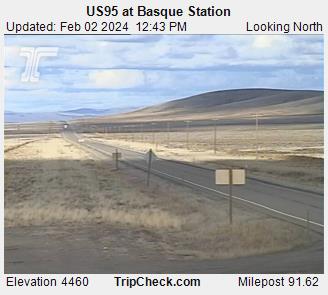 US95 at Basque Station
Updated: Feb 02 2024 12:43 PM Looking North
Elevation 4460 TripCheck.com Milepost 91.62